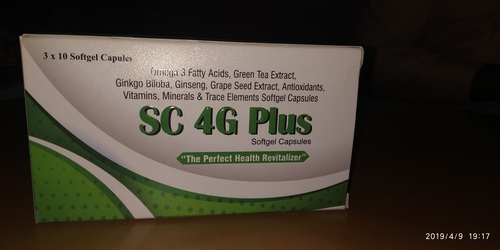 3 x 10 Softgel Capules
Omega 3 Fatty Acids, Green Tea Extract,
Ginkgo Biloba, Ginseng, Grape Seed Extract, Antioxidants,
Vitamins, Minerals & Trace Elements Softgel Capsules
SC 4G Plus
Softgel Capsules
"The Perfect Health Revitalizer"
2019/4/9 19:17